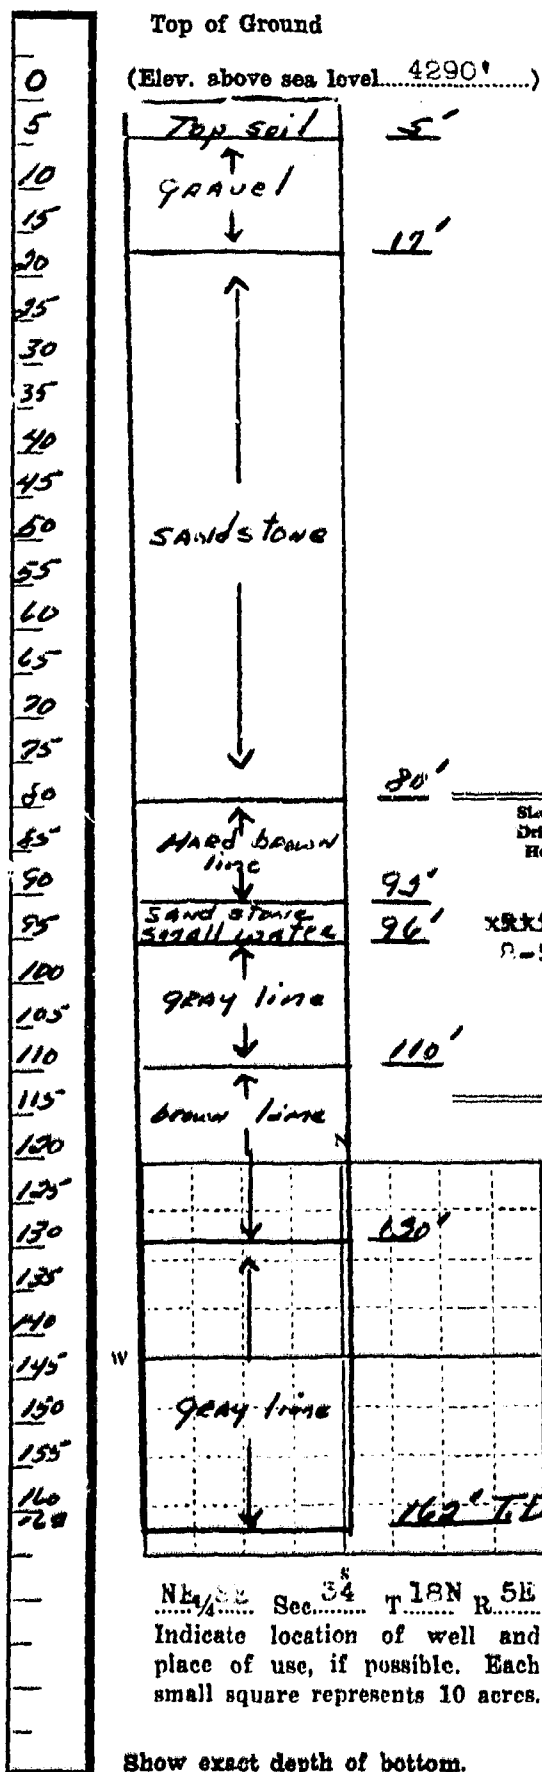 Top of Ground
(Elev. above sea level 4290')
0
5
10
15
20
25
30
35
40
45
50
55
60
65
70
75
80
85
90
95
100
105
110
115
120
125
130
135
140
145
150
155
160
Top soil 5'
GRAVEL
17'
SANDSTONE
80'
HARD brown
lime
SAND STONE
small water 96'
GRAY lime
110'
brown lime
130'
N
W
GRAY lime
162' T.D
S
NE 1/4 SE Sec. 34 T 18N R 5E
Indicate location of well and
place of use, if possible. Each
small square represents 10 acres.
Show exact depth of bottom.